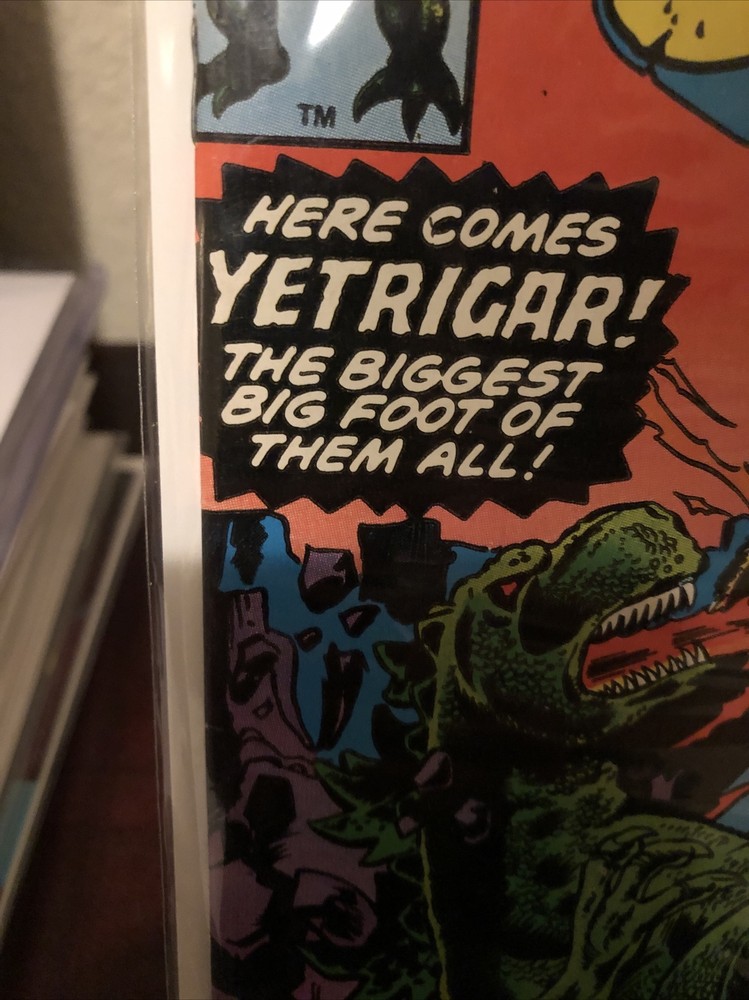 TM
HERE COMES
YETRIGAR!
THE BIGGEST
BIG FOOT OF
THEM ALL!